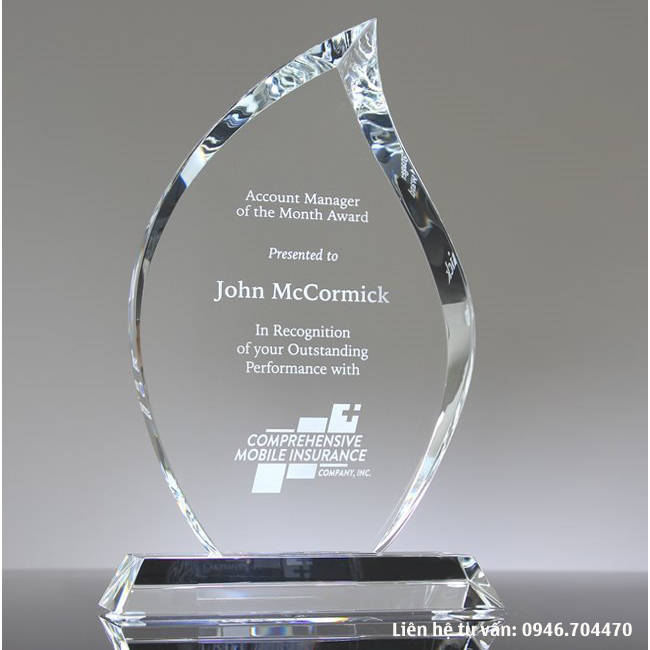 Account Manager
of the Month Award
Presented to
John McCormick
In Recognition
of your Outstanding
Performance with
COMPREHENSIVE
MOBILE INSURANCE
COMPANY, INC.
Liên hệ tư vấn: 0946.704470